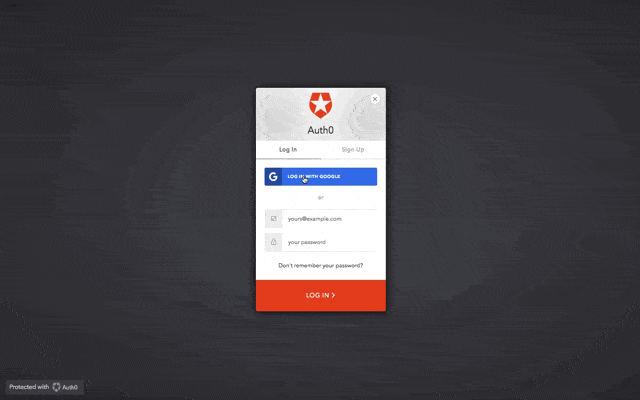 Auth0
Log In
Sign Up
LOG IN WITH GOOGLE
or
yours@example.com
your password
Don't remember your password?
LOG IN >
Protected with Auth0